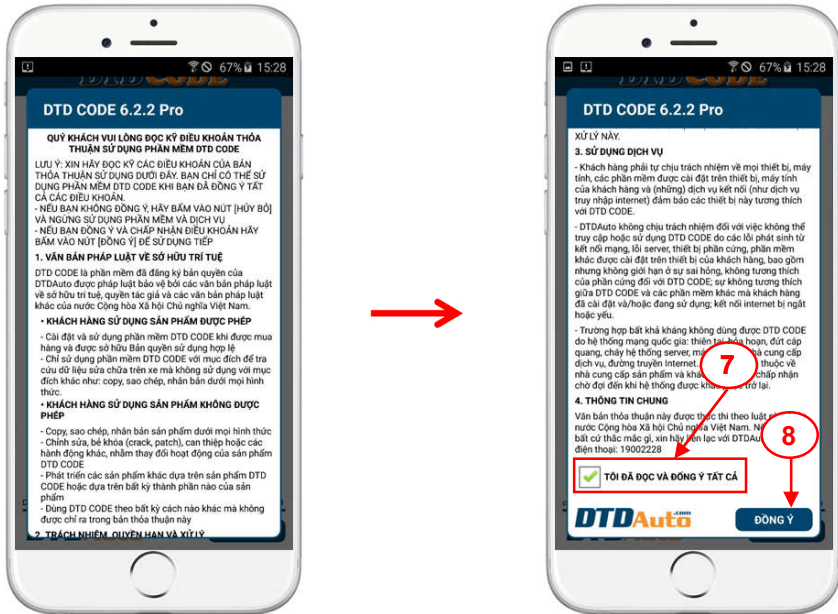 67% 15:28
DTD CODE
DTD CODE 6.2.2 Pro
QUÝ KHÁCH VUI LÒNG ĐỌC KỸ ĐIỀU KHOẢN THỎA
THUẬN SỬ DỤNG PHẦN MỀM DTD CODE
LƯU Ý: XIN HÃY ĐỌC KỸ CÁC ĐIỀU KHOẢN CỦA BẢN
THỎA THUẬN SỬ DỤNG DƯỚI ĐÂY. BẠN CHỈ CÓ THỂ SỬ
DỤNG PHẦN MỀM DTD CODE KHI BẠN ĐÃ ĐỒNG Ý TẤT
CẢ CÁC ĐIỀU KHOẢN.
- NẾU BẠN KHÔNG ĐỒNG Ý, HÃY BẤM VÀO NÚT [HỦY BỎ]
VÀ NGỪNG SỬ DỤNG PHẦN MỀM VÀ DỊCH VỤ
- NẾU BẠN ĐỒNG Ý VÀ CHẤP NHẬN ĐIỀU KHOẢN HÃY
BẤM VÀO NÚT [ĐỒNG Ý] ĐỂ SỬ DỤNG TIẾP
1. VĂN BẢN PHÁP LUẬT VỀ SỞ HỮU TRÍ TUỆ
DTD CODE là phần mềm đã đăng ký bản quyền của
DTDAuto được pháp luật bảo vệ bởi các văn bản pháp luật
về sở hữu trí tuệ, quyền tác giả và các văn bản pháp luật
khác của nước Cộng hòa Xã hội Chủ nghĩa Việt Nam.
• KHÁCH HÀNG SỬ DỤNG SẢN PHẨM ĐƯỢC PHÉP
- Cài đặt và sử dụng phần mềm DTD CODE khi được mua
hàng và được sở hữu Bản quyền sử dụng hợp lệ
- Chỉ sử dụng phần mềm DTD CODE với mục đích để tra
cứu dữ liệu sửa chữa trên xe mà không sử dụng với mục
đích khác như: copy, sao chép, nhân bản dưới mọi hình
thức.
• KHÁCH HÀNG SỬ DỤNG SẢN PHẨM KHÔNG ĐƯỢC
PHÉP
- Copy, sao chép, nhân bản sản phẩm dưới mọi hình thức
- Chỉnh sửa, bẻ khóa (crack, patch), can thiệp hoặc các
hành động khác, nhằm thay đổi hoạt động của sản phẩm
DTD CODE
- Phát triển các sản phẩm khác dựa trên sản phẩm DTD
CODE hoặc dựa trên bất kỳ thành phần nào của sản
phẩm
- Dùng DTD CODE theo bất kỳ cách nào khác mà không
được chỉ ra trong bản thỏa thuận này
2. TRÁCH NHIỆM, QUYỀN HẠN VÀ XỬ LÝ
67% 15:28
DTD CODE
DTD CODE 6.2.2 Pro
XỬ LÝ NÀY.
3. SỬ DỤNG DỊCH VỤ
- Khách hàng phải tự chịu trách nhiệm về mọi thiết bị, máy
tính, các phần mềm được cài đặt trên thiết bị, máy tính
của khách hàng và (những) dịch vụ kết nối (như dịch vụ
truy nhập internet) đảm bảo các thiết bị này tương thích
với DTD CODE.
- DTDAuto không chịu trách nhiệm đối với việc không thể
truy cập hoặc sử dụng DTD CODE do các lỗi phát sinh từ
kết nối mạng, lỗi server, thiết bị phần cứng, phần mềm
khác được cài đặt trên thiết bị của khách hàng, bao gồm
nhưng không giới hạn ở sự sai hỏng, không tương thích
của phần cứng đối với DTD CODE; sự không tương thích
giữa DTD CODE và các phần mềm khác mà khách hàng
đã cài đặt và/hoặc đang sử dụng; kết nối internet bị ngắt
hoặc yếu.
- Trường hợp bất khả kháng không dùng được DTD CODE
do hệ thống mạng quốc gia: thiên tai, hỏa hoạn, đứt cáp
quang, cháy hệ thống server, nhà cung cấp
dịch vụ, đường truyền Internet. thuộc về
nhà cung cấp sản phẩm và chấp nhận
chờ đợi đến khi hệ thống được trở lại.
7
4. THÔNG TIN CHUNG
Văn bản thỏa thuận này được thực thi theo luật
nước Cộng hòa Xã hội Chủ nghĩa Việt Nam.
bất cứ thắc mắc gì, xin hãy liên lạc với
điện thoại: 19002228
8
TÔI ĐÃ ĐỌC VÀ ĐỒNG Ý TẤT CẢ
DTDAuto.com
ĐỒNG Ý